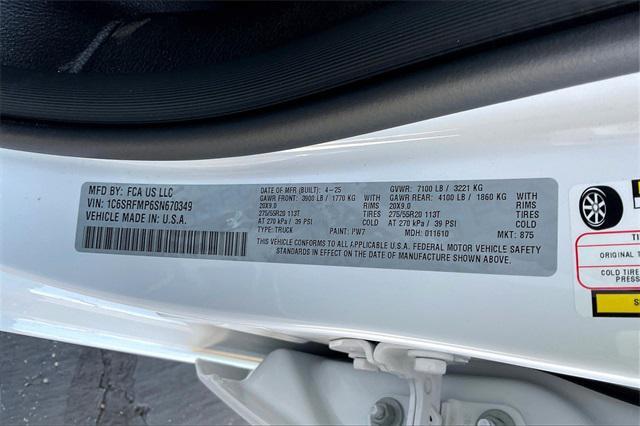 MFD BY: FCA US LLC
VIN: 1C6SRFMP6SN670349
VEHICLE MADE IN U.S.A.
DATE OF MFR (BUILT): 4-25
GAWR FRONT: 3900 LB / 1770 KG WITH
20X9.0 RIMS
275/55R20 113T
AT 270 kPa / 39 PSI COLD
TYPE: TRUCK PAINT: PW7
GVWR: 7100 LB / 3221 KG
GAWR REAR: 4100 LB / 1860 KG WITH
20X9.0 RIMS
275/55R20 113T
AT 270 kPa / 39 PSI COLD
MDH: 011610 MKT: 875
THIS VEHICLE CONFORMS TO ALL APPLICABLE U.S.A. FEDERAL MOTOR VEHICLE SAFETY
STANDARDS IN EFFECT ON THE DATE OF MANUFACTURE SHOWN ABOVE.
COLD TIRE
PRESS